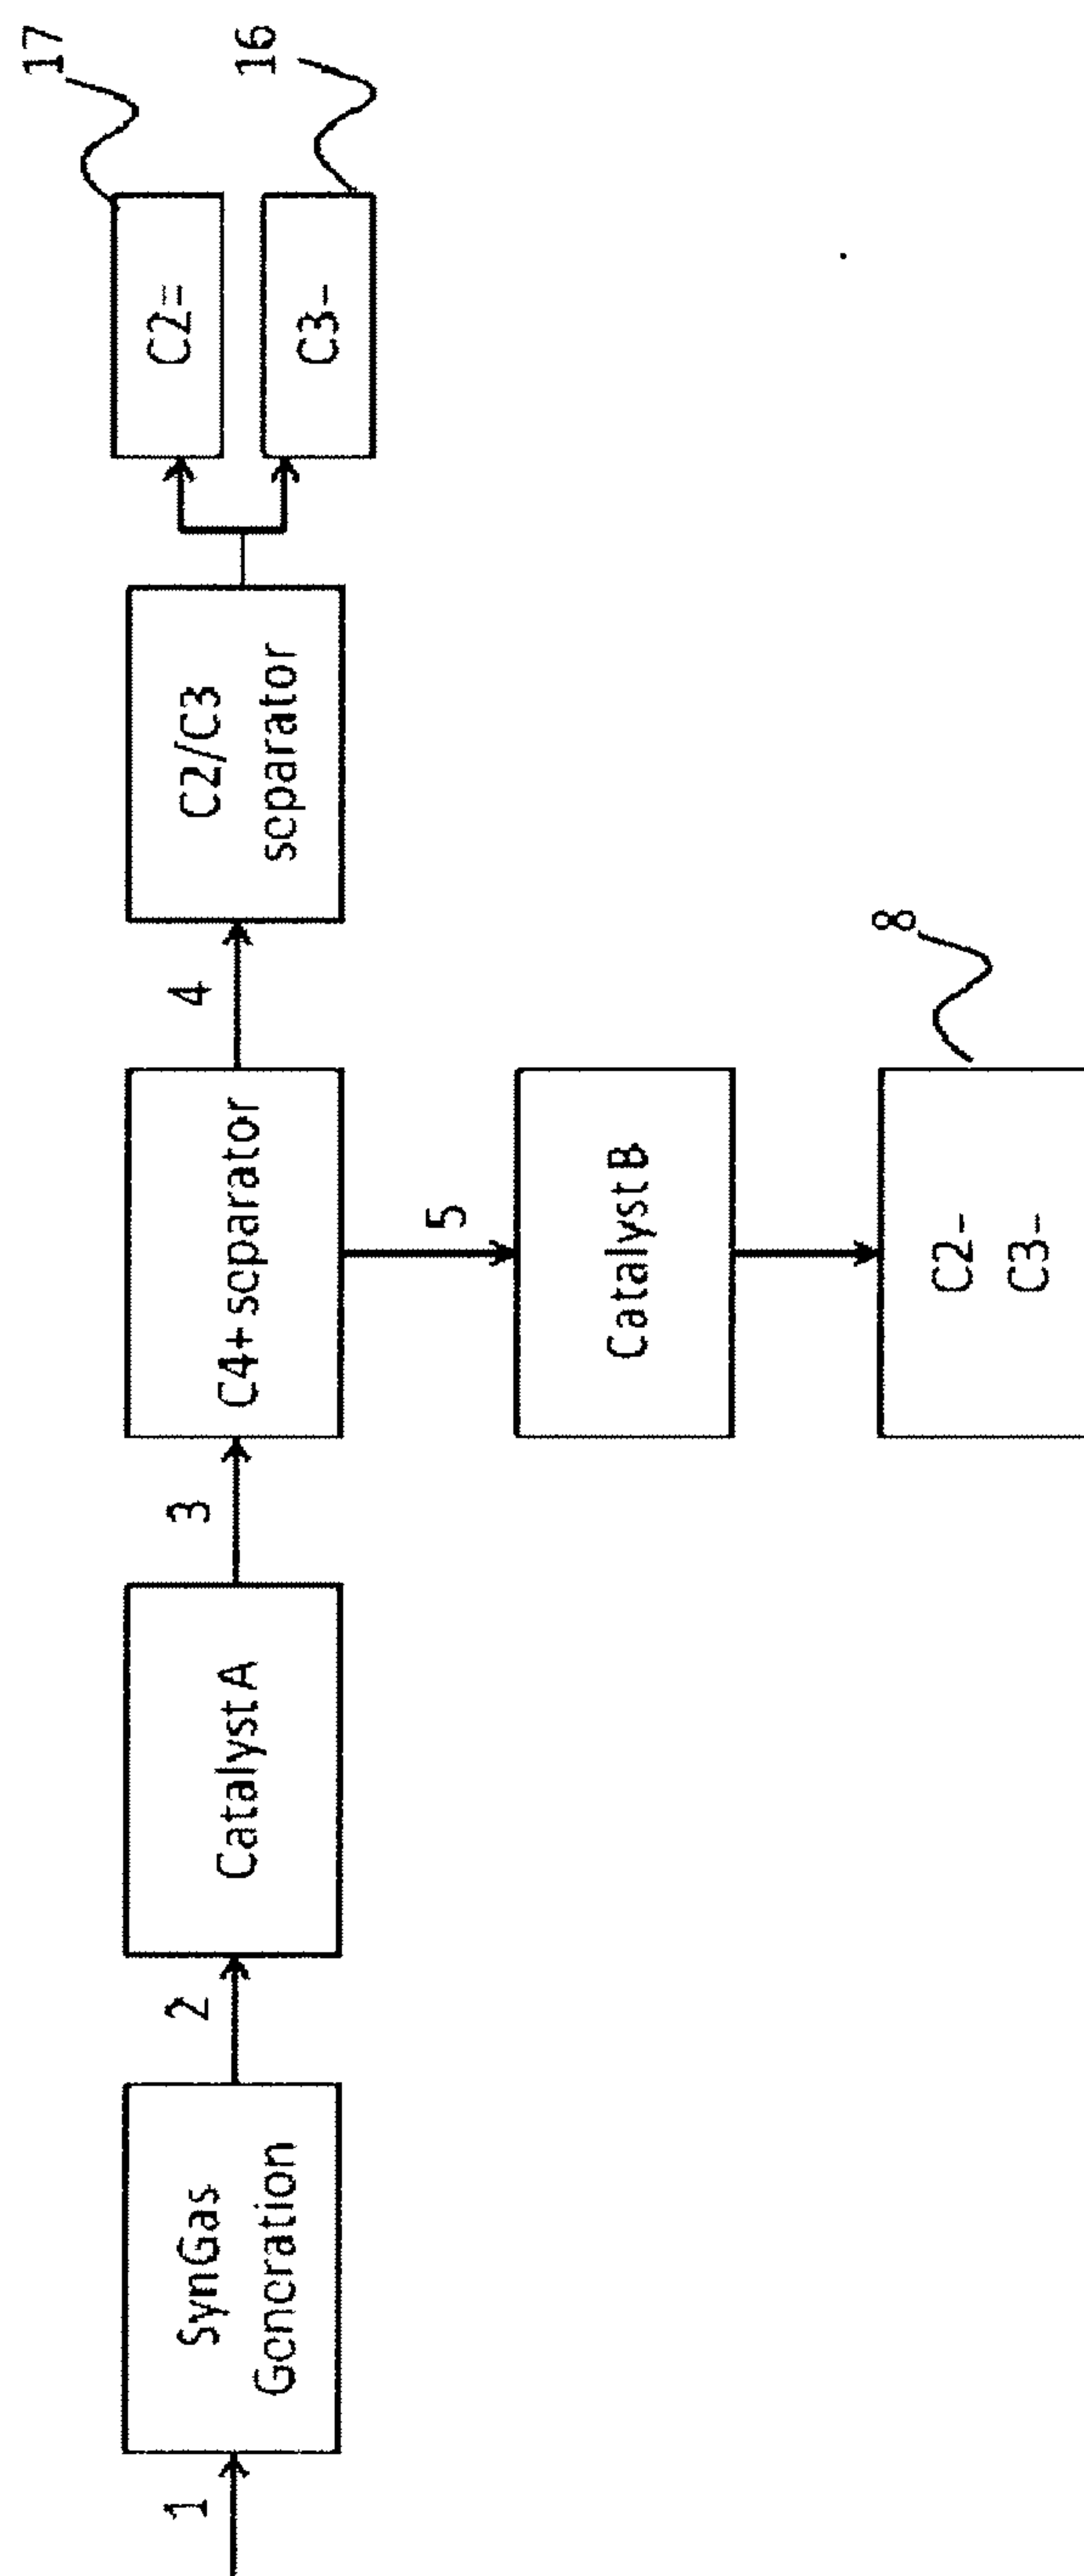 1
SynGas
Generation
2
Catalyst A
3
C4+ separator
4
C2/C3
separator
C2=
17
C3-
16
5
Catalyst B
C2-
C3-
8